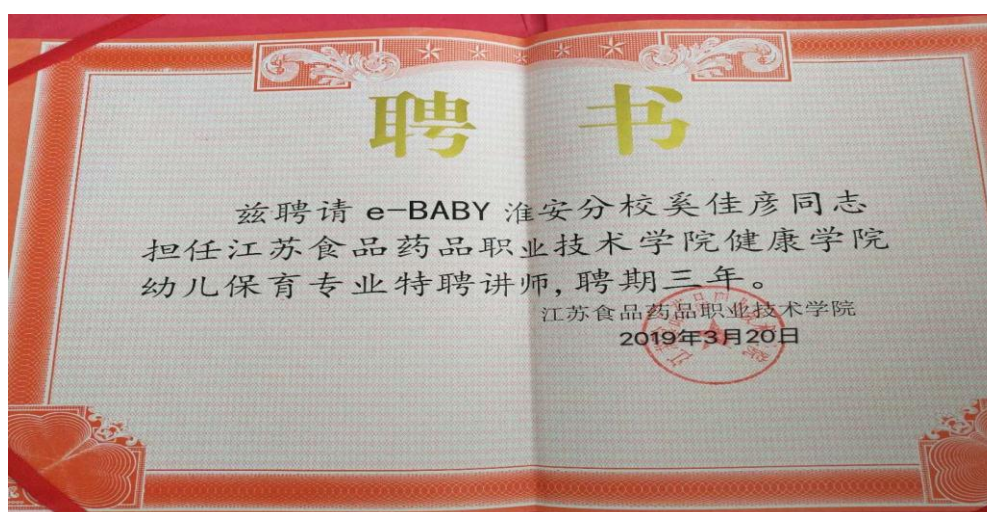 聘 书
兹聘请 e-BABY 淮安分校奚佳彦同志
担任江苏食品药品职业技术学院健康学院
幼儿保育专业特聘讲师,聘期三年。
江苏食品药品职业技术学院
2019年3月20日